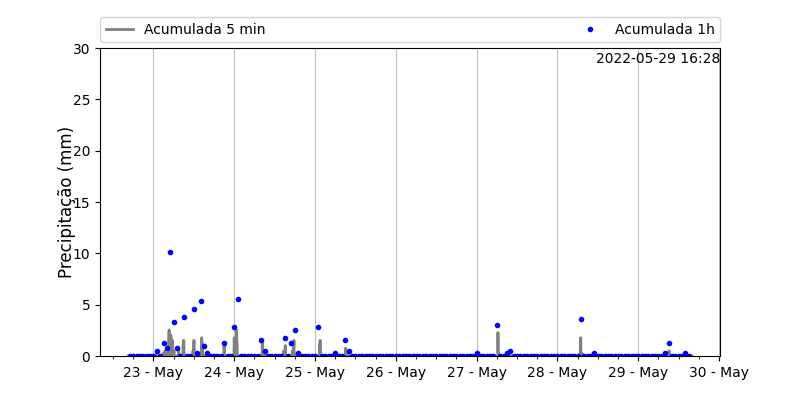 Acumulada 5 min
Acumulada 1h
2022-05-29 16:28
Precipitação (mm)
30
25
20
15
10
5
0
23 - May
24 - May
25 - May
26 - May
27 - May
28 - May
29 - May
30 - May